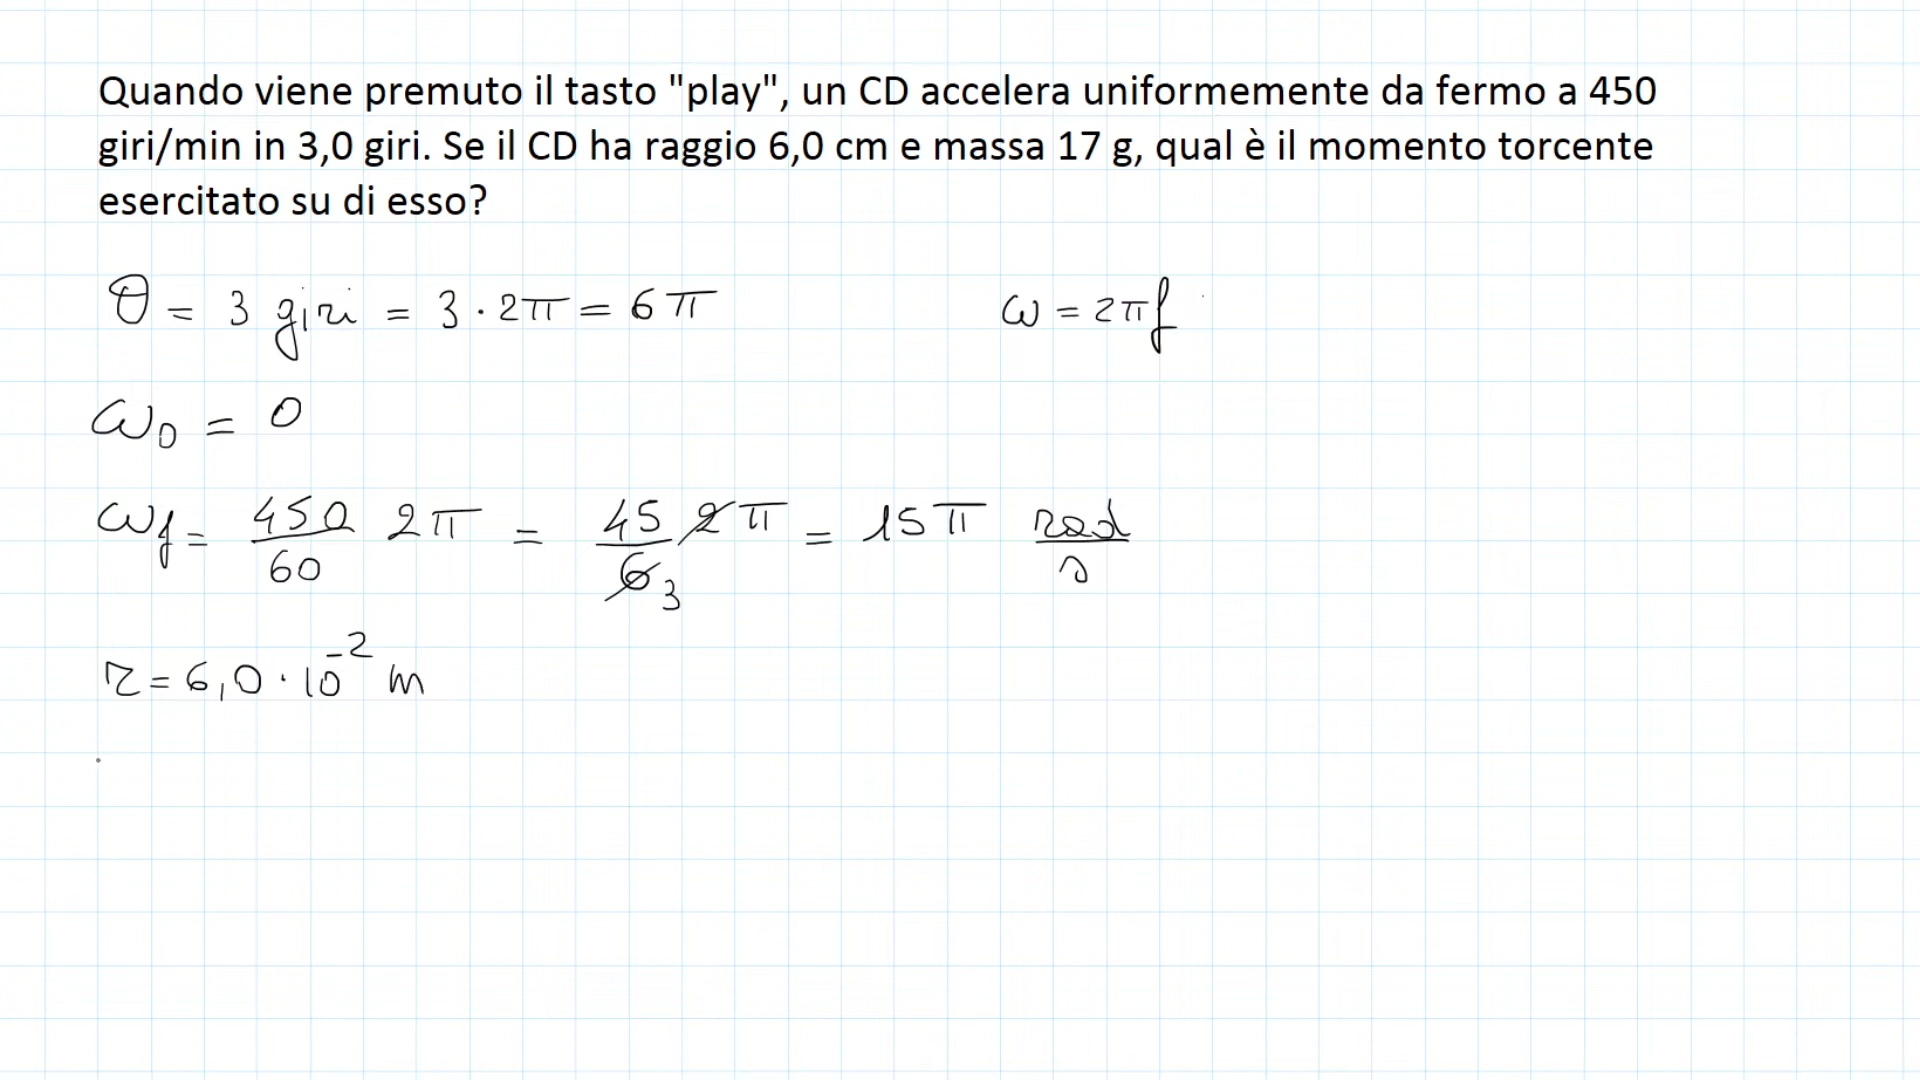 Quando viene premuto il tasto "play", un CD accelera uniformemente da fermo a 450
giri/min in 3,0 giri. Se il CD ha raggio 6,0 cm e massa 17 g, qual è il momento torcente
esercitato su di esso?
θ = 3 giri = 3 · 2π = 6π
ω = 2πf
ω₀ = 0
ωf = 450/60 2π = 45/6 3 2π = 15π rad/s
r = 6,0 · 10⁻² m